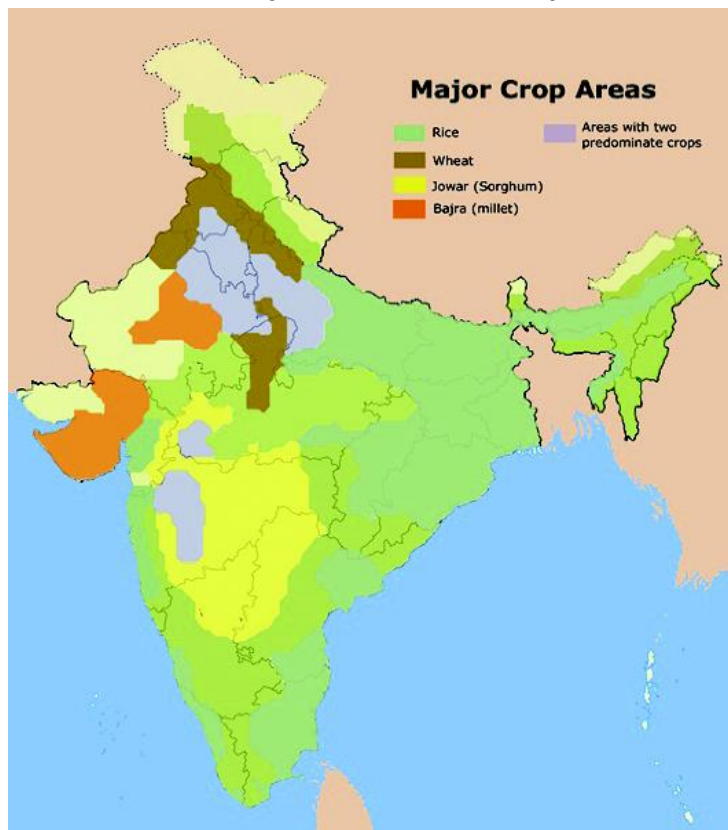 Major Crop Areas
Rice
Wheat
Jowar (Sorghum)
Bajra (millet)
Areas with two
predominate crops